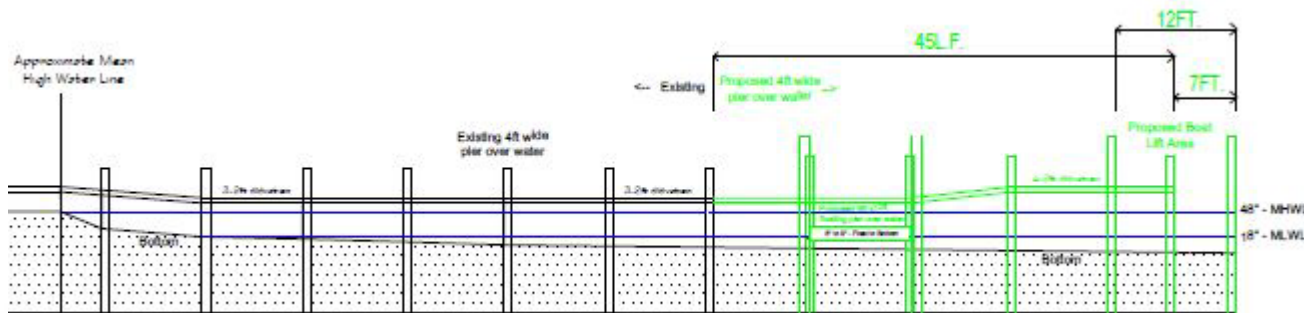 12FT.
45L.F.
Approximate Mean
High Water Line
<-- Existing
Proposed 4ft wide
pier over water -->
7FT.
Existing 4ft wide
pier over water
Proposed Boat
Lift Area
48" - MHWL
Bottom
18" - MLWL
Bottom